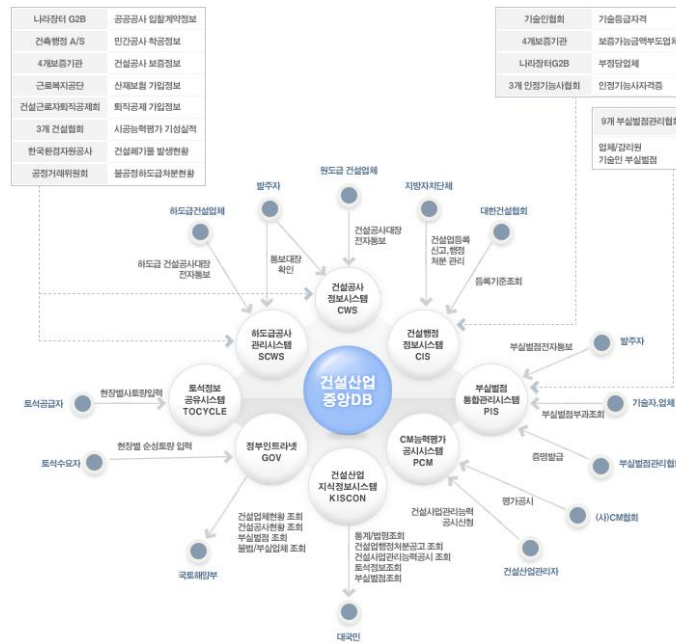 나라장터 G2B 공공공사 입찰계약정보
건축행정 A/S 민간공사 착공정보
4개보증기관 건설공사 보증정보
근로복지공단 산재보험 가입정보
건설근로자퇴직공제회 퇴직공제 가입정보
3개 건설협회 시공능력평가 기성실적
한국환경자원공사 건설폐기물 발생현황
공정거래위원회 불공정하도급처분현황
기술인협회 기술등급자격
4개보증기관 보증가능금액부도업체
나라장터G2B 부정당업체
3개 인정기능사협회 인정기능사자격증
9개 부실벌점관리협회
업체/감리원
기술인 부실벌점
원도급 건설업체
발주자
하도급건설업체
지방자치단체
대한건설협회
건설공사대장
전자통보
통보대장
확인
하도급 건설공사대장
전자통보
건설업등록
신고,행정
처분 관리
등록기준조회
건설공사
정보시스템
CWS
하도급공사
관리시스템
SCWS
건설행정
정보시스템
CIS
부실벌점전자통보
발주자
건설산업
중앙DB
토석정보
공유시스템
TOCYCLE
부실벌점
통합관리시스템
PIS
토석공급자
현장별사토량입력
기술자,업체
부실벌점부과조회
정부인트라넷
GOV
CM능력평가
공시시스템
PCM
현장별 순성토량 입력
토석수요자
건설산업
지식정보시스템
KISCON
증명발급
부실벌점관리협회
평가공시
(사)CM협회
건설사업관리능력
공시신청
건설산업관리자
건설업체현황 조회
건설공사현황 조회
부실벌점 조회
불법/부실업체 조회
국토해양부
통계/법령조회
건설업행정처분공고 조회
건설사업관리능력공시 조회
토석정보조회
부실벌점조회
대국민